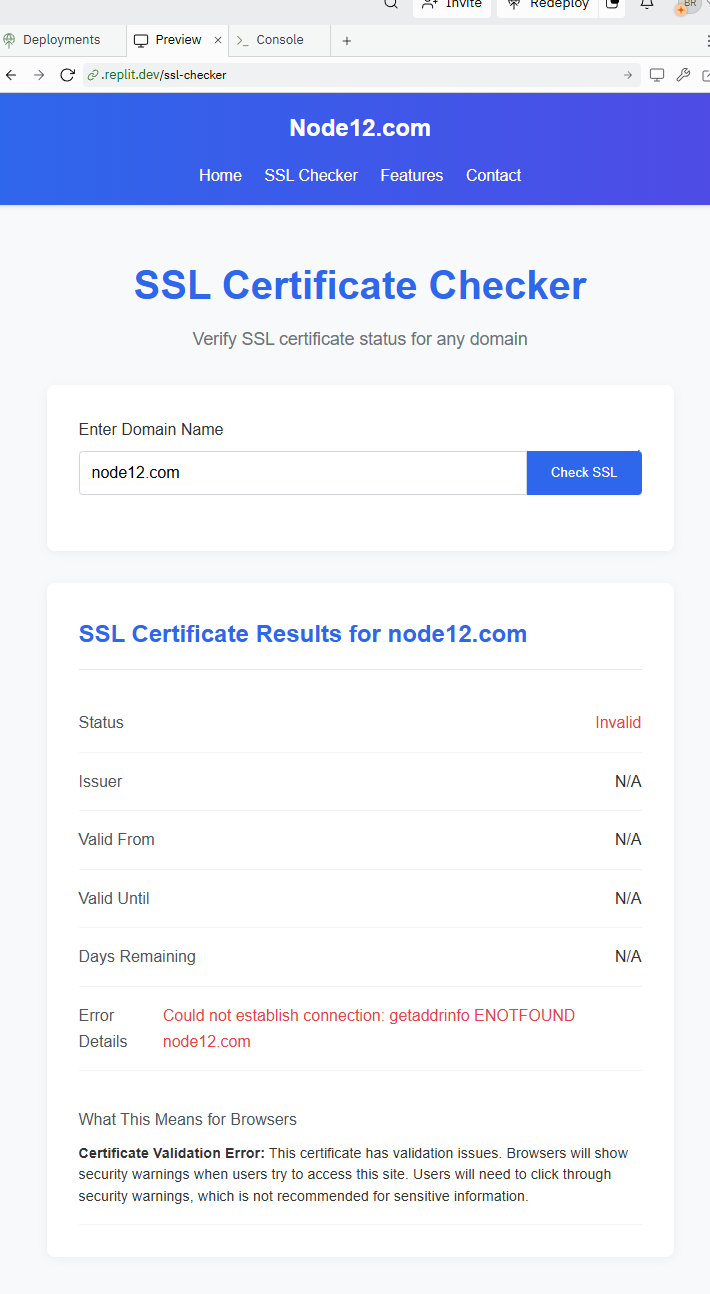 Invite
Redeploy
BR
Deployments
Preview
×
>_ Console
+
.replit.dev/ssl-checker
Node12.com
Home
SSL Checker
Features
Contact
SSL Certificate Checker
Verify SSL certificate status for any domain
Enter Domain Name
node12.com
Check SSL
SSL Certificate Results for node12.com
Status
Invalid
Issuer
N/A
Valid From
N/A
Valid Until
N/A
Days Remaining
N/A
Error
Details
Could not establish connection: getaddrinfo ENOTFOUND
node12.com
What This Means for Browsers
Certificate Validation Error: This certificate has validation issues. Browsers will show
security warnings when users try to access this site. Users will need to click through
security warnings, which is not recommended for sensitive information.